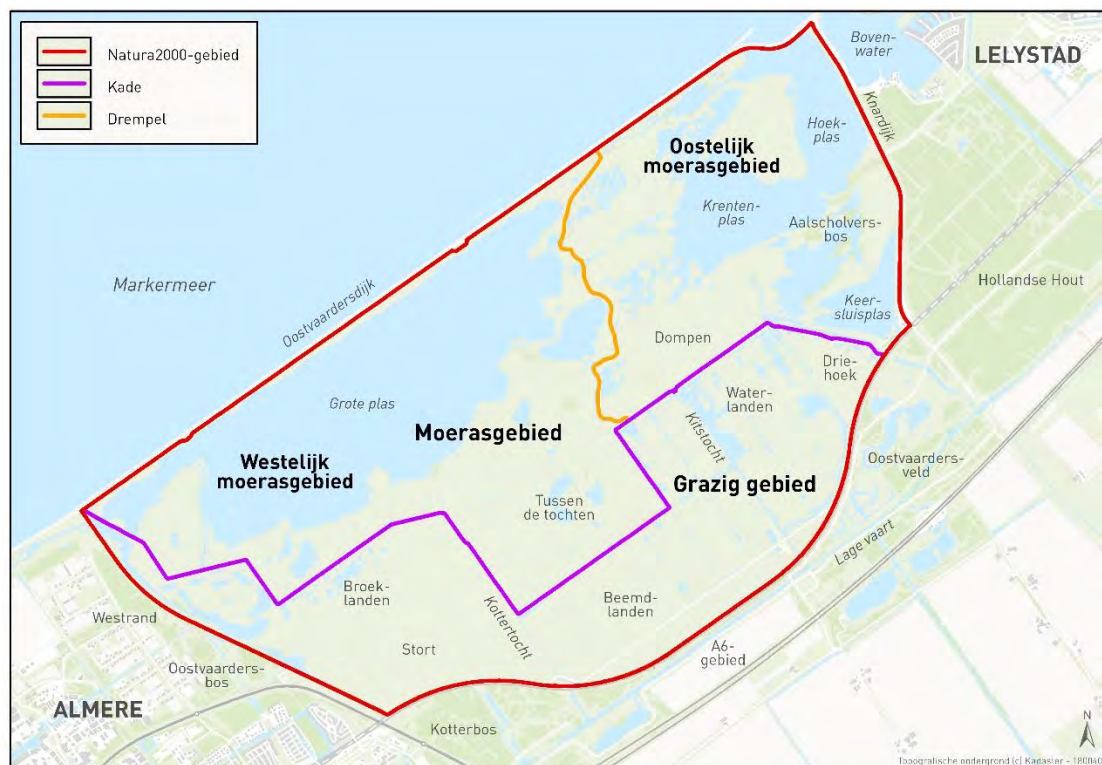 Natura2000-gebied
Kade
Drempel
Boven-
water
LELYSTAD
Knardijk
Hoek-
plas
Oostelijk
moerasgebied
Krenten-
plas
Aalscholvers-
bos
Hollandse Hout
Markermeer
Oostvaardersdijk
Keer-
sluisplas
Dompen
Drie-
hoek
Water-
landen
Grote plas
Moerasgebied
Kitstocht
Oostvaarders-
veld
Westelijk
moerasgebied
Grazig gebied
Tussen
de tochten
Lage vaart
Broek-
landen
Beemd-
landen
Kottertocht
Westrand
Stort
A6-
gebied
Oostvaarders-
bos
ALMERE
Kotterbos
N
Topografische ondergrond (c) Kadaster - 180840